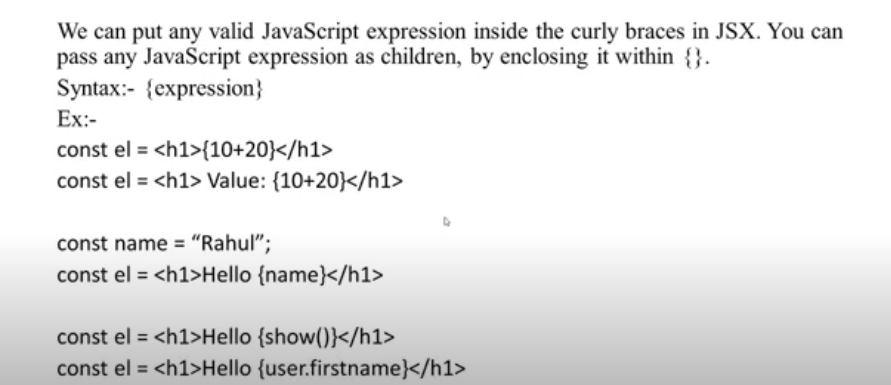 We can put any valid JavaScript expression inside the curly braces in JSX. You can
pass any JavaScript expression as children, by enclosing it within {}.
Syntax:- {expression}
Ex:-
const el = <h1>{10+20}</h1>
const el = <h1> Value: {10+20}</h1>
const name = “Rahul”;
const el = <h1>Hello {name}</h1>
const el = <h1>Hello {show()}</h1>
const el = <h1>Hello {user.firstname}</h1>